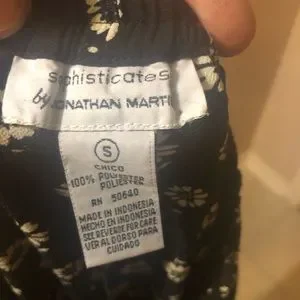 Sophisticates
by JONATHAN MARTIN
S
CHICO
100% POLYESTER
POLIESTER
RN 50640
MADE IN INDONESIA
HECHO EN INDONESIA
SEE REVERSE FOR CARE
VER AL DORSO PARA
CUIDADO